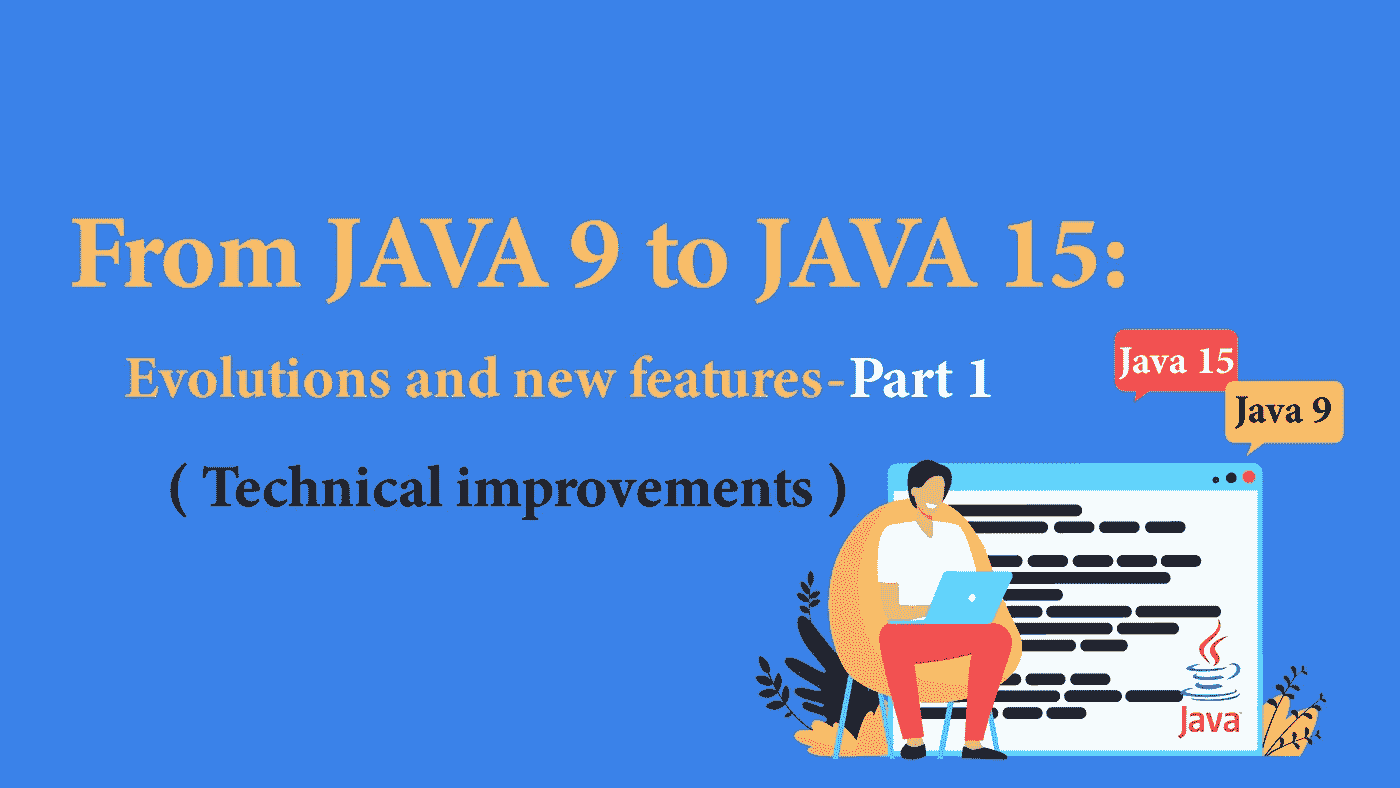 From JAVA 9 to JAVA 15:
Evolutions and new features-Part 1
( Technical improvements )
Java 15
Java 9
Java